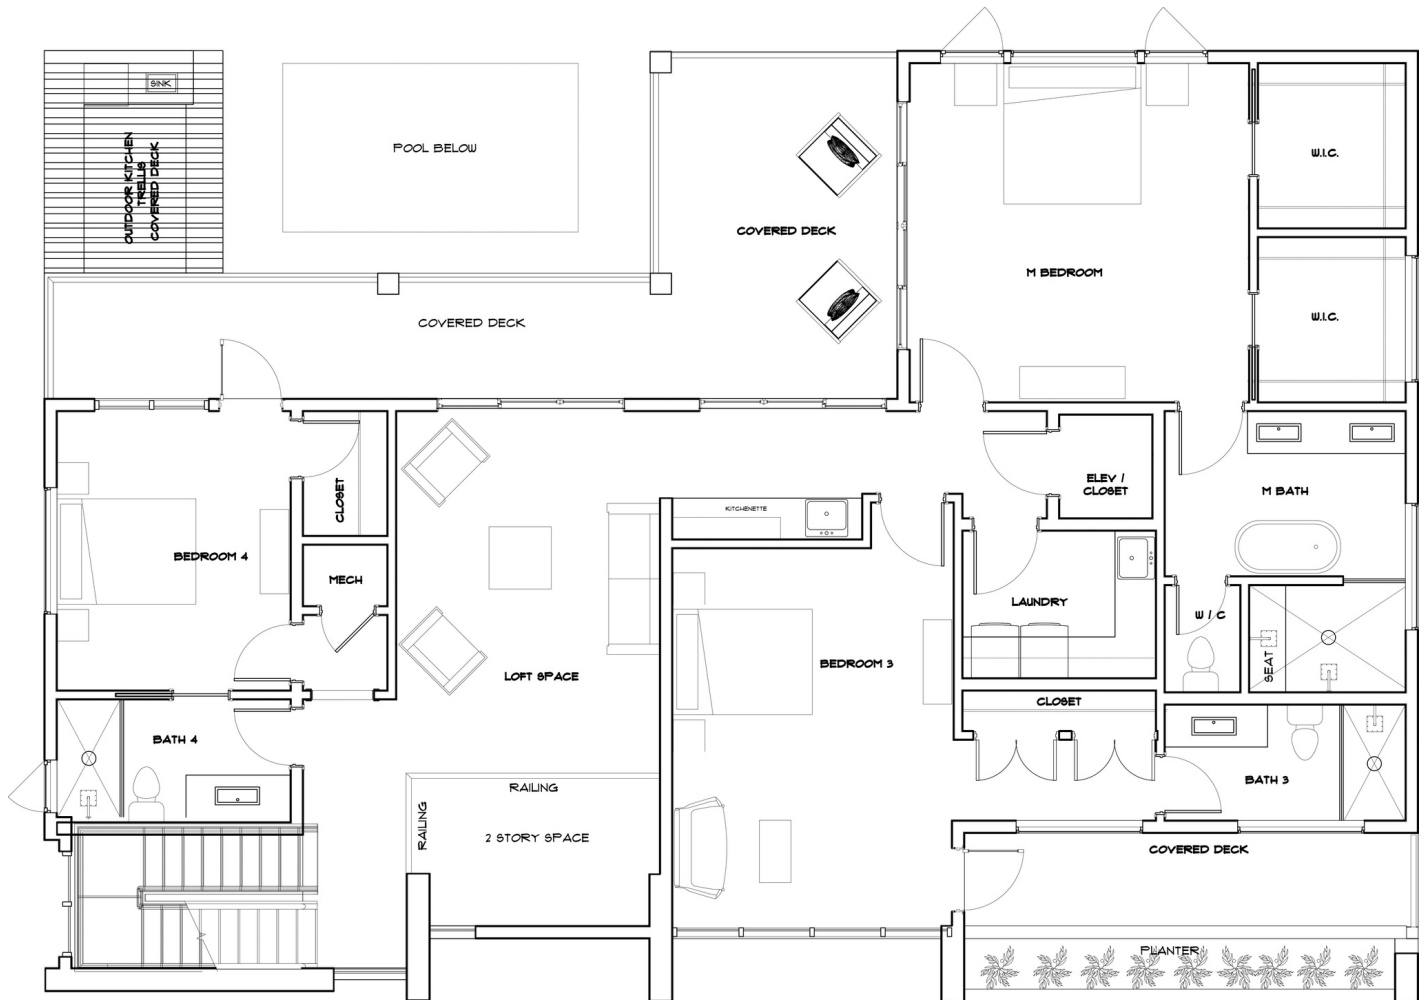 SINK
OUTDOOR KITCHEN
TRELLIS
COVERED DECK
POOL BELOW
COVERED DECK
W.I.C.
M BEDROOM
W.I.C.
COVERED DECK
CLOSET
KITCHENETTE
ELEV /
CLOSET
M BATH
BEDROOM 4
MECH
LAUNDRY
W / C
LOFT SPACE
BEDROOM 3
SEAT
CLOSET
BATH 4
BATH 3
RAILING
RAILING
2 STORY SPACE
COVERED DECK
PLANTER